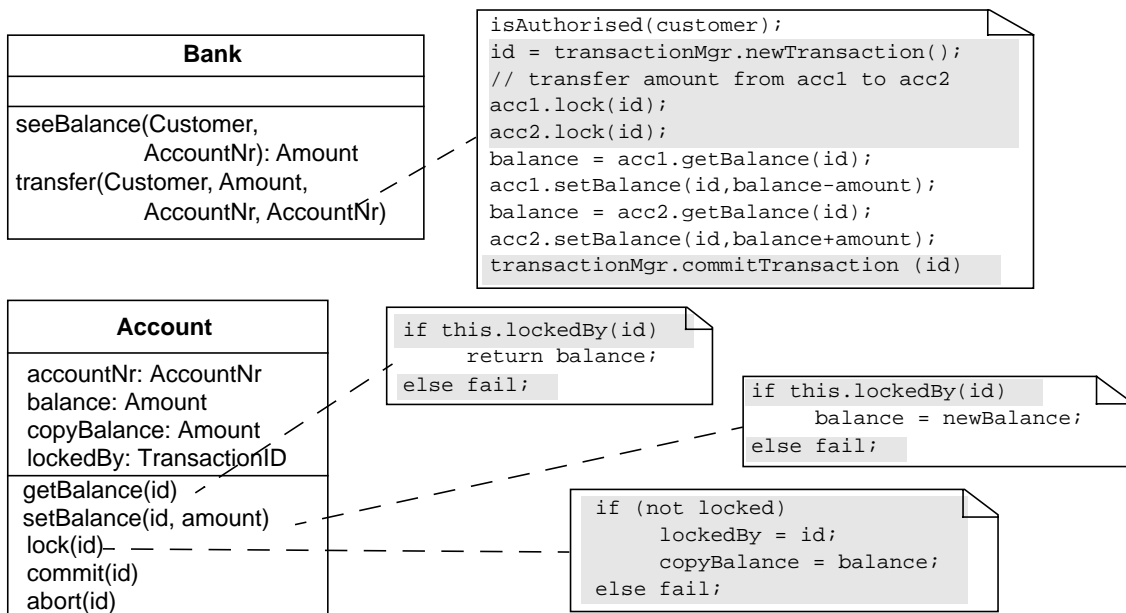 Bank
seeBalance(Customer,
AccountNr): Amount
transfer(Customer, Amount,
AccountNr, AccountNr)
isAuthorised(customer);
id = transactionMgr.newTransaction();
// transfer amount from acc1 to acc2
acc1.lock(id);
acc2.lock(id);
balance = acc1.getBalance(id);
acc1.setBalance(id,balance-amount);
balance = acc2.getBalance(id);
acc2.setBalance(id,balance+amount);
transactionMgr.commitTransaction (id)
Account
accountNr: AccountNr
balance: Amount
copyBalance: Amount
lockedBy: TransactionID
getBalance(id)
setBalance(id, amount)
lock(id)
commit(id)
abort(id)
if this.lockedBy(id)
return balance;
else fail;
if this.lockedBy(id)
balance = newBalance;
else fail;
if (not locked)
lockedBy = id;
copyBalance = balance;
else fail;